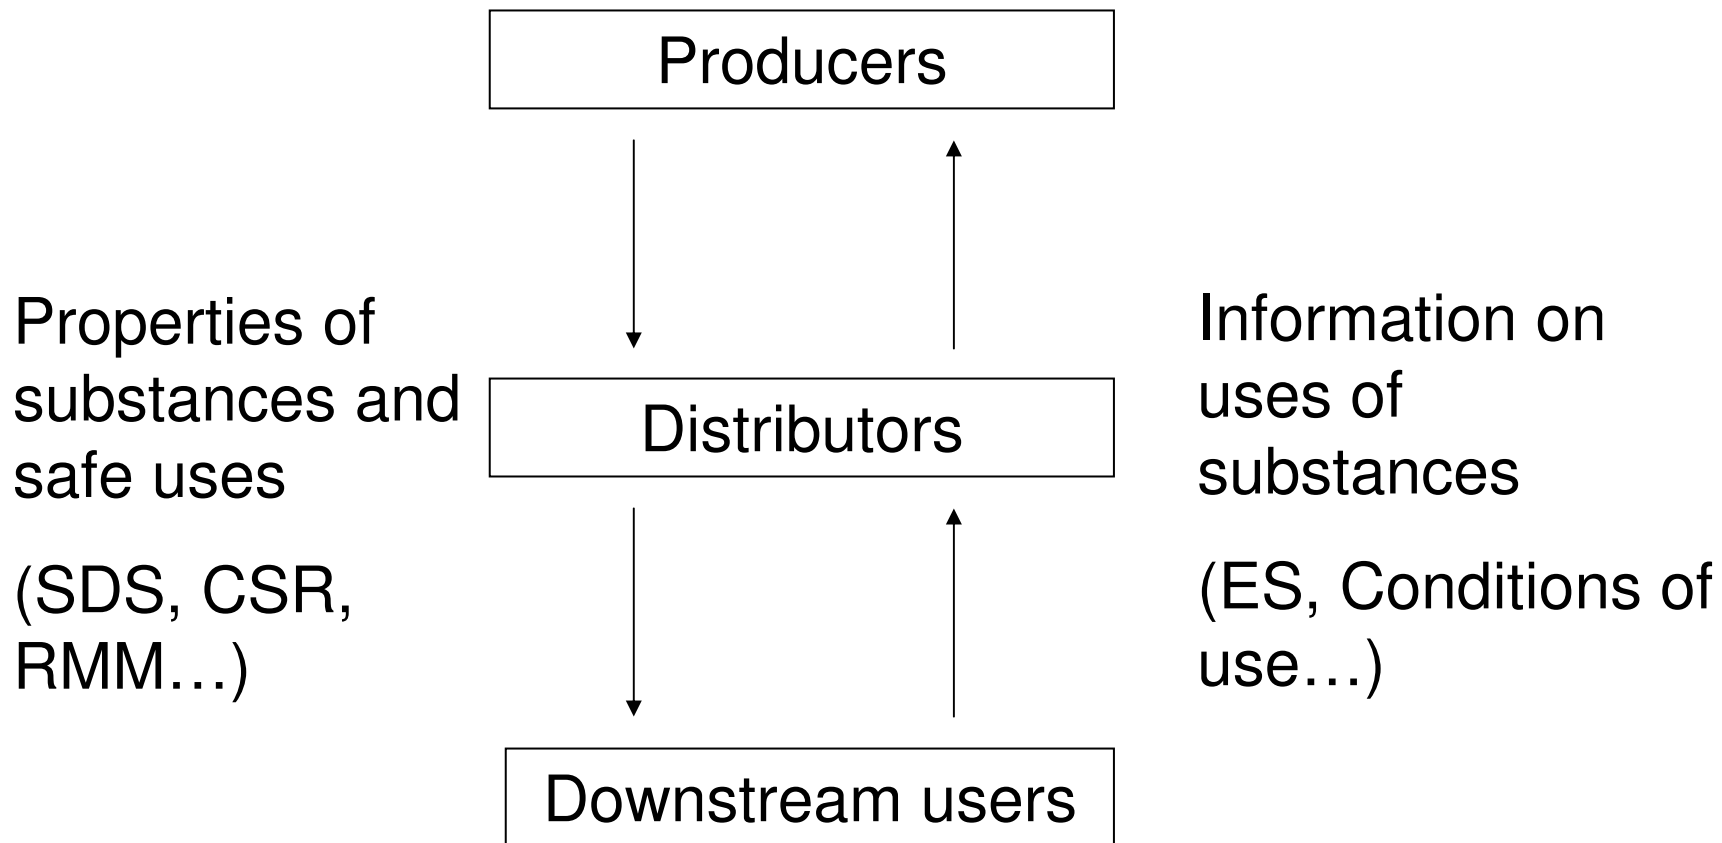 Producers
Properties of
substances and
safe uses
(SDS, CSR,
RMM…)
Distributors
Information on
uses of
substances
(ES, Conditions of
use…)
Downstream users